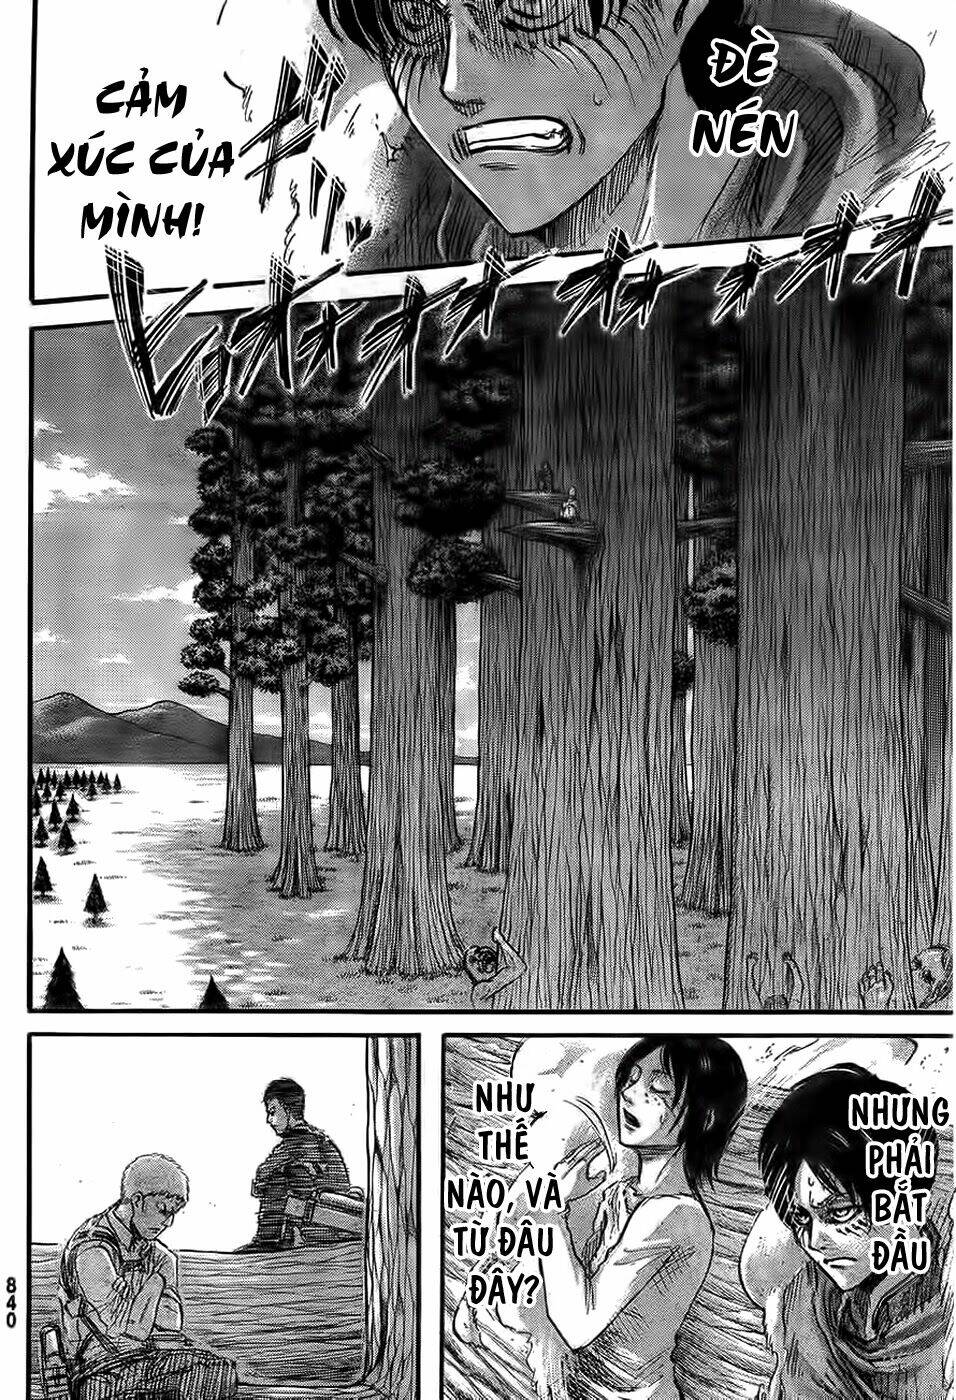 ĐÈ
NÉN
CẢM
XÚC CỦA
MÌNH!
NHƯNG
PHẢI
BẮT
ĐẦU
NHƯ
THẾ
NÀO, VÀ
TỪ ĐÂU
ĐÂY?
840